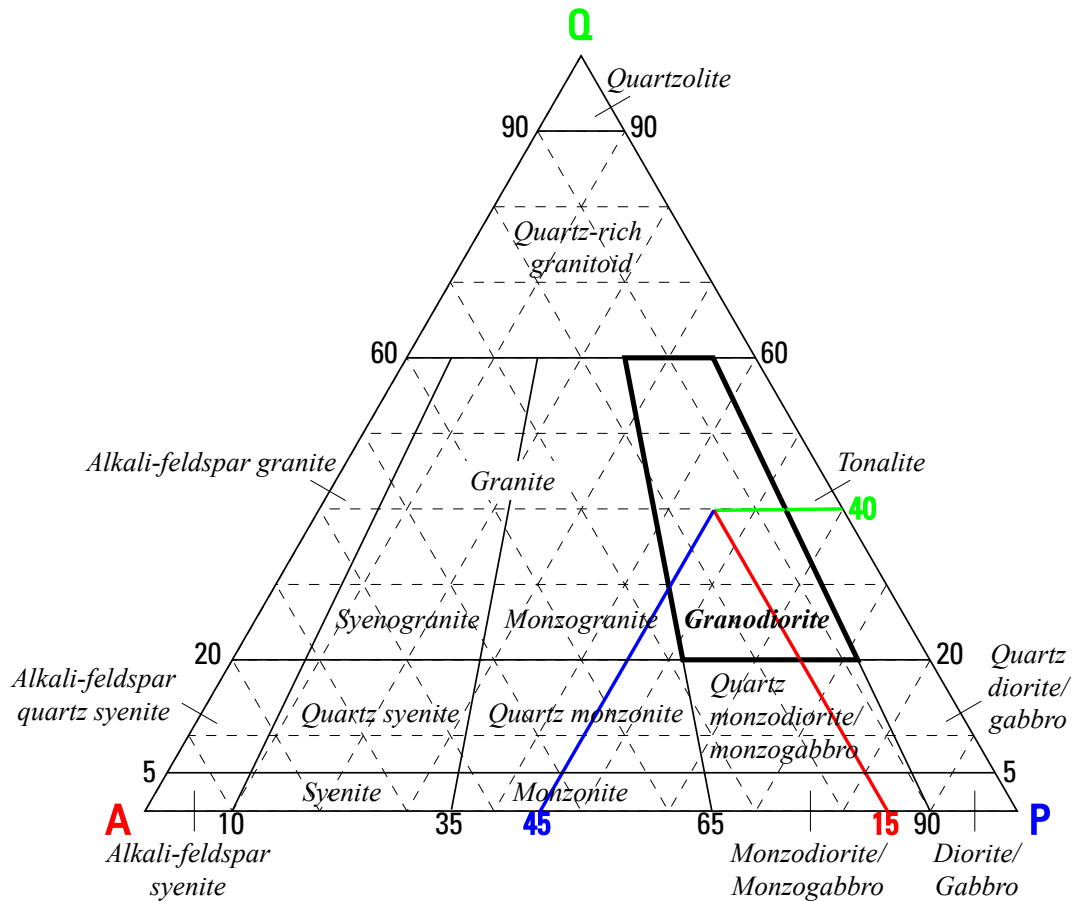 Q
Quartzolite
90
90
Quartz-rich
granitoid
60
60
Alkali-feldspar granite
Tonalite
Granite
40
Syenogranite
Monzogranite
Granodiorite
20
20
Quartz
diorite/
gabbro
Alkali-feldspar
quartz syenite
Quartz syenite
Quartz monzonite
Quartz
monzodiorite/
monzogabbro
5
5
Syenite
Monzonite
A
10
35
45
65
15
90
P
Alkali-feldspar
syenite
Monzodiorite/
Monzogabbro
Diorite/
Gabbro